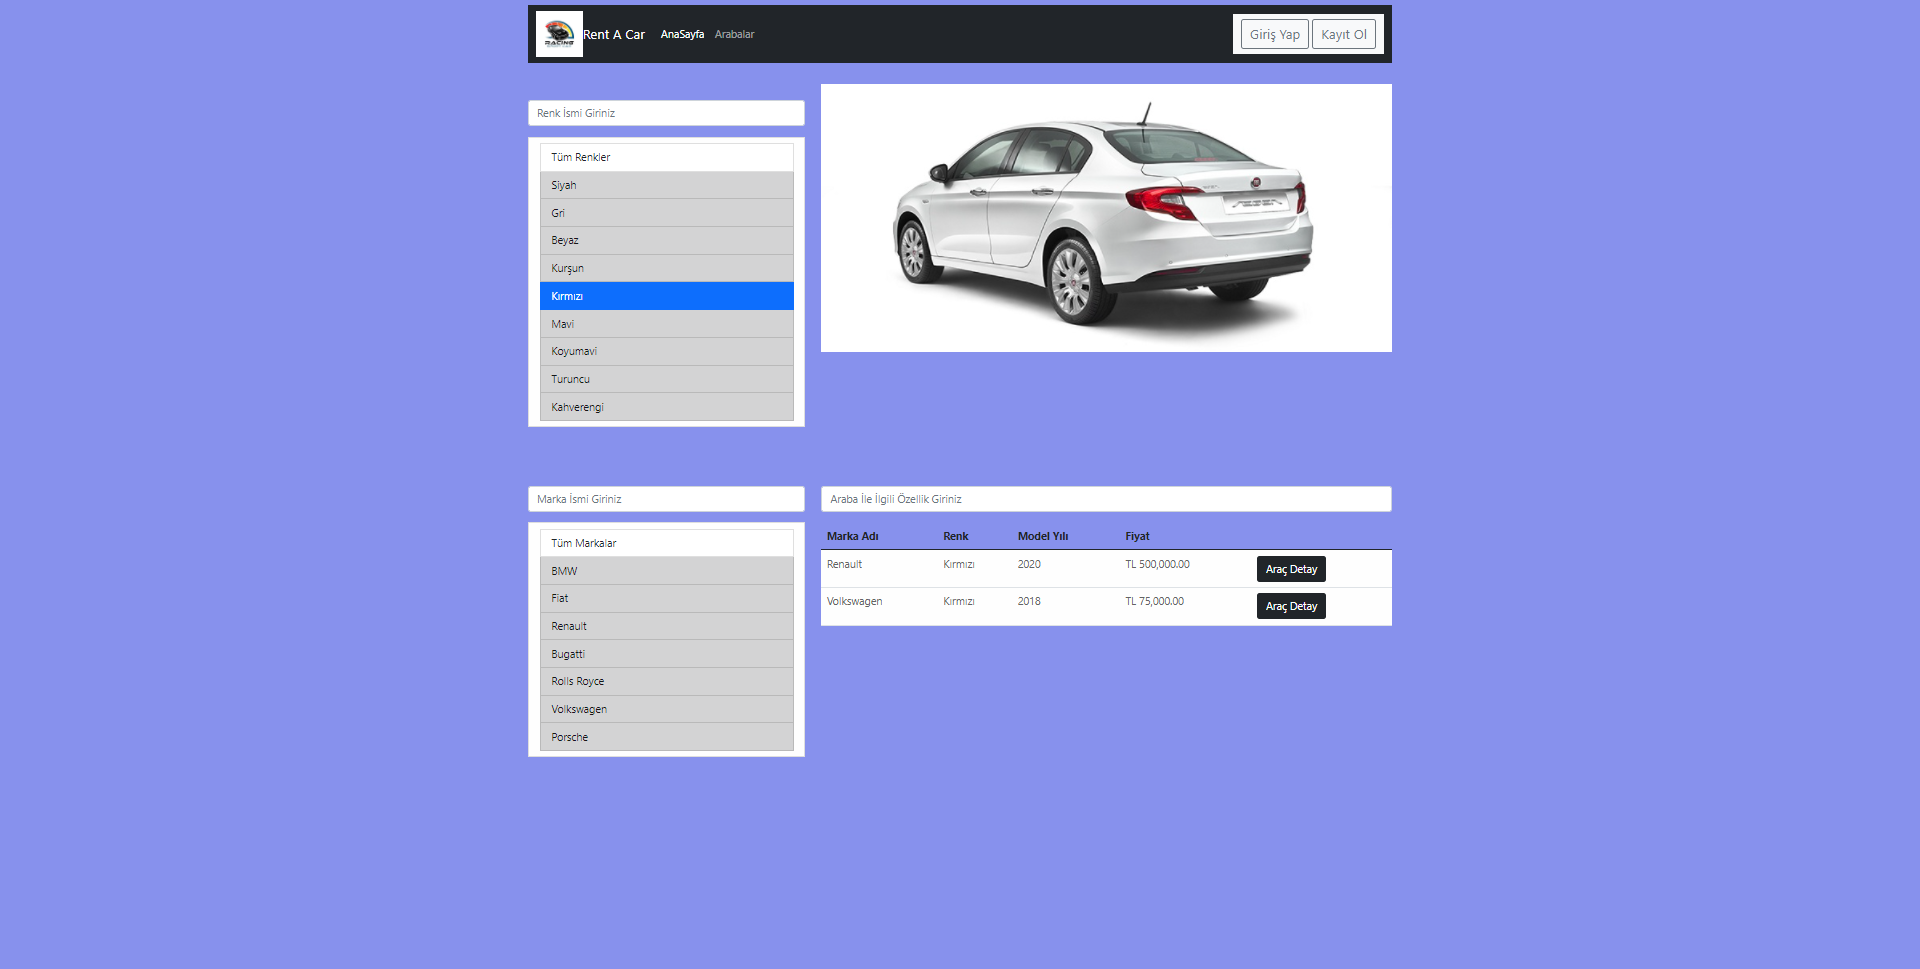 RACING
Rent A Car AnaSayfa Arabalar
Giriş Yap Kayıt Ol
Renk İsmi Giriniz
Tüm Renkler
Siyah
Gri
Beyaz
Kurşun
Kırmızı
Mavi
Koyumavi
Turuncu
Kahverengi
Marka İsmi Giriniz
Tüm Markalar
BMW
Fiat
Renault
Bugatti
Rolls Royce
Volkswagen
Porsche
Araba İle İlgili Özellik Giriniz
Marka Adı Renk Model Yılı Fiyat
Renault Kırmızı 2020 TL 500,000.00 Araç Detay
Volkswagen Kırmızı 2018 TL 75,000.00 Araç Detay